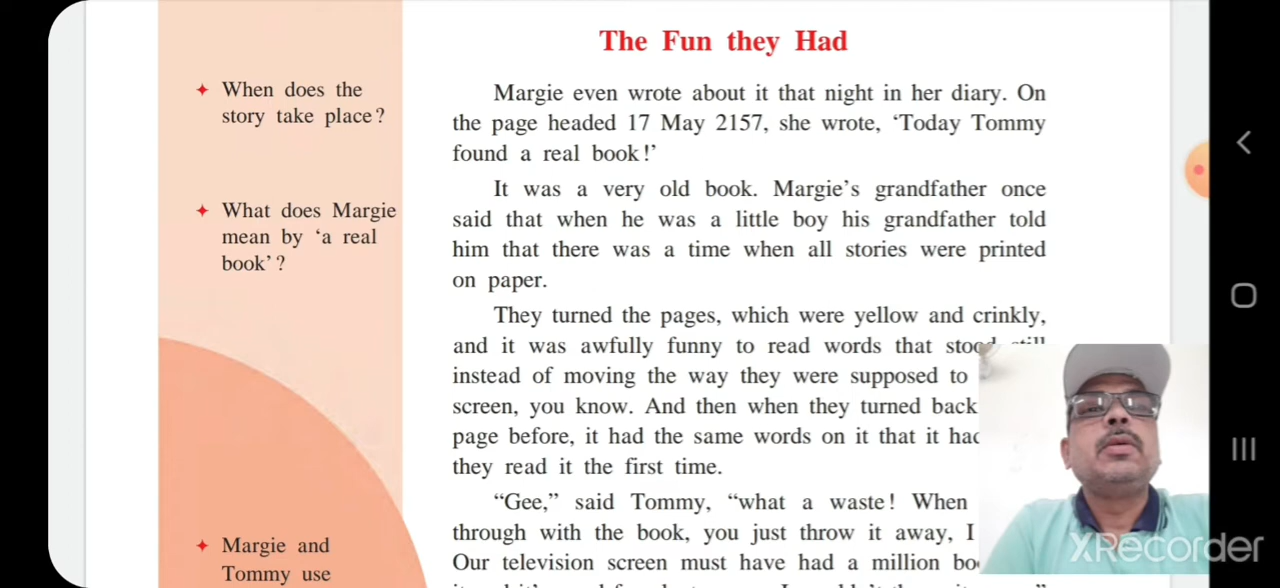 The Fun they Had
When does the
story take place?
What does Margie
mean by ‘a real
book’?
Margie and
Tommy use
Margie even wrote about it that night in her diary. On
the page headed 17 May 2157, she wrote, ‘Today Tommy
found a real book!’
It was a very old book. Margie’s grandfather once
said that when he was a little boy his grandfather told
him that there was a time when all stories were printed
on paper.
They turned the pages, which were yellow and crinkly,
and it was awfully funny to read words that stood still
instead of moving the way they were supposed to
screen, you know. And then when they turned back
page before, it had the same words on it that it had
they read it the first time.
“Gee,” said Tommy, “what a waste! When
through with the book, you just throw it away, I
Our television screen must have had a million
XRecorder